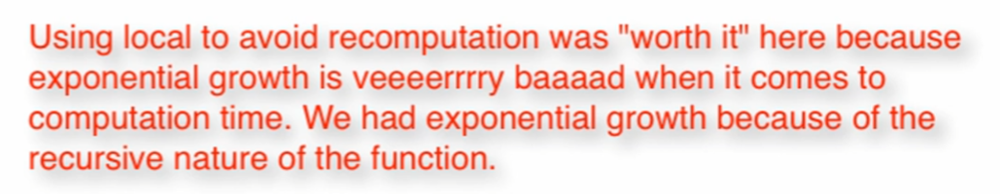 Using local to avoid recomputation was "worth it" here because
exponential growth is veeeerrrry baaaad when it comes to
computation time. We had exponential growth because of the
recursive nature of the function.